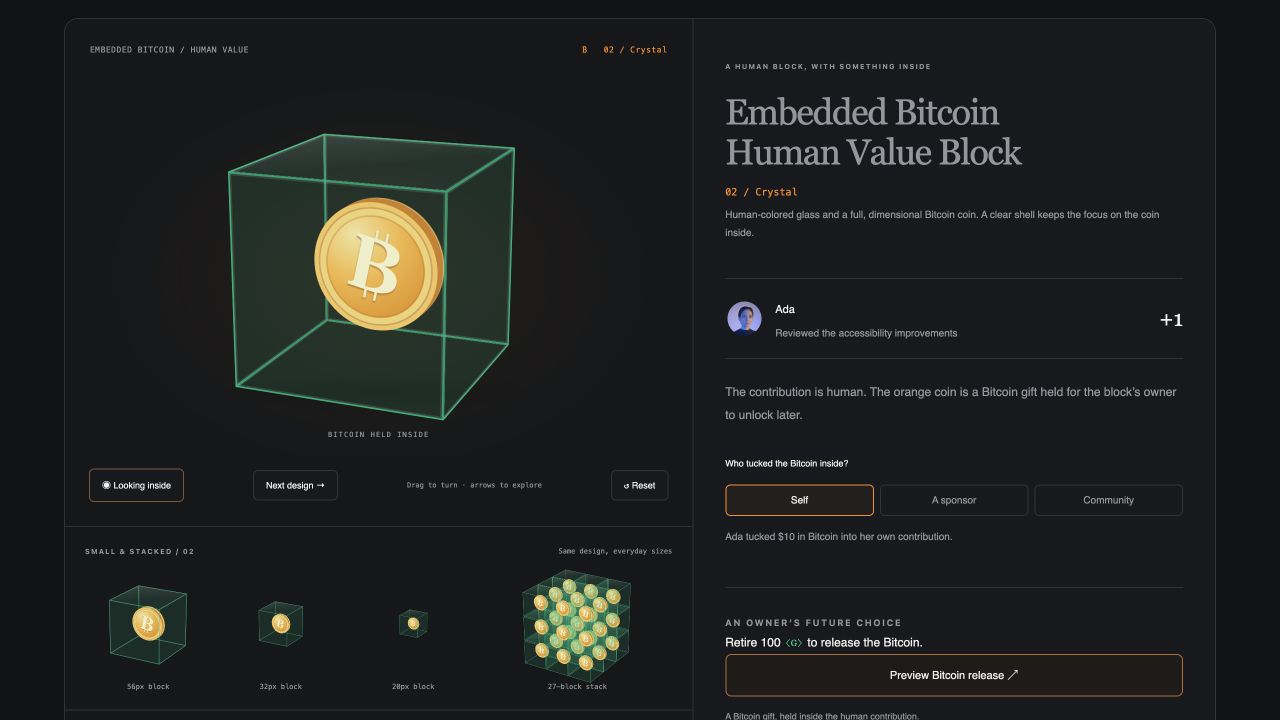 EMBEDDED BITCOIN / HUMAN VALUE
B 02 / Crystal
BITCOIN HELD INSIDE
◉ Looking inside
Next design →
Drag to turn · arrows to explore
↺ Reset
SMALL & STACKED / 02
Same design, everyday sizes
56px block
32px block
20px block
27-block stack
A HUMAN BLOCK, WITH SOMETHING INSIDE
Embedded Bitcoin
Human Value Block
02 / Crystal
Human-colored glass and a full, dimensional Bitcoin coin. A clear shell keeps the focus on the coin
inside.
Ada
Reviewed the accessibility improvements
+1
The contribution is human. The orange coin is a Bitcoin gift held for the block’s owner
to unlock later.
Who tucked the Bitcoin inside?
Self
A sponsor
Community
Ada tucked $10 in Bitcoin into her own contribution.
AN OWNER’S FUTURE CHOICE
Retire 100 ‹G› to release the Bitcoin.
Preview Bitcoin release ↗
A Bitcoin gift, held inside the human contribution.